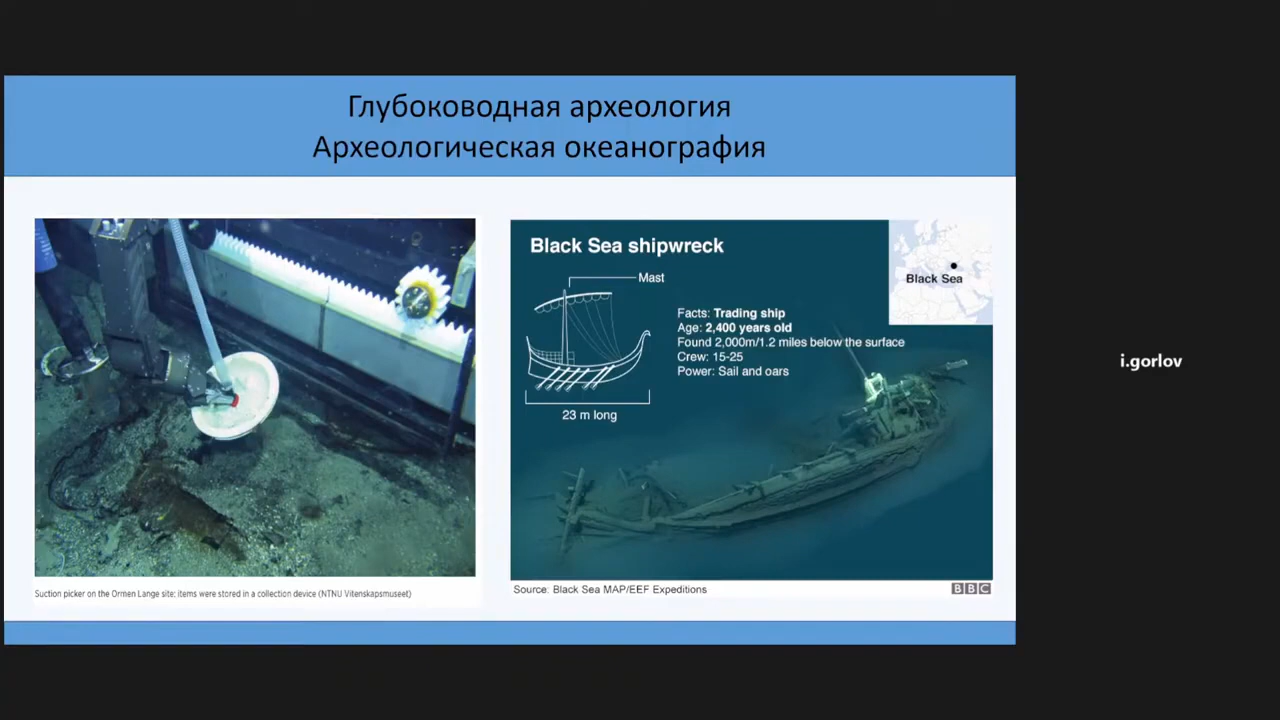 Глубоководная археология
Археологическая океанография
Suction picker on the Ormen Lange site; items were stored in a collection device (NTNU Vitenskapsmuseet)
Black Sea shipwreck
Mast
23 m long
Facts: Trading ship
Age: 2,400 years old
Found 2,000m/1.2 miles below the surface
Crew: 15-25
Power: Sail and oars
Black Sea
Source: Black Sea MAP/EEF Expeditions
BBC
i.gorlov